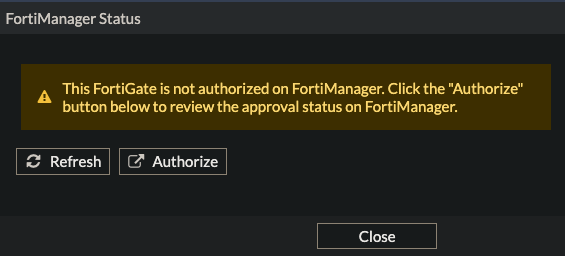 FortiManager Status
This FortiGate is not authorized on FortiManager. Click the "Authorize"
button below to review the approval status on FortiManager.
Refresh
Authorize
Close